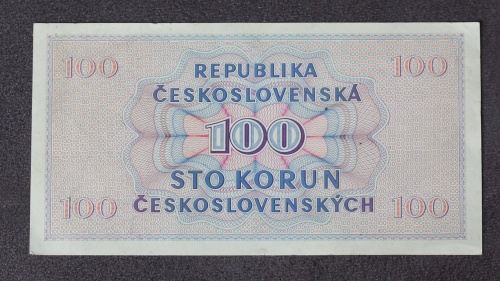 100 100
REPUBLIKA
ČESKOSLOVENSKÁ
100
STO KORUN
ČESKOSLOVENSKÝCH
100 100